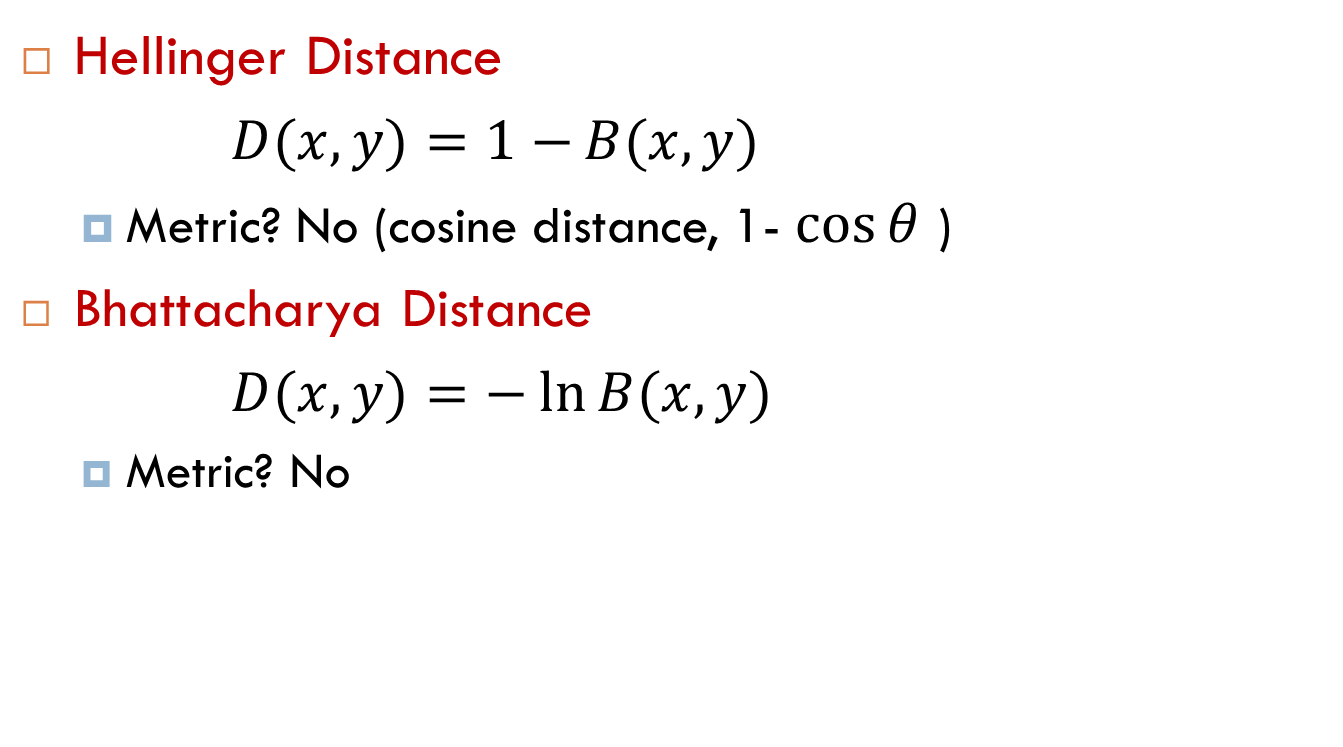 Hellinger Distance
D(x, y) = 1 − B(x, y)
Metric? No (cosine distance, 1- cos θ )
Bhattacharya Distance
D(x, y) = − ln B(x, y)
Metric? No